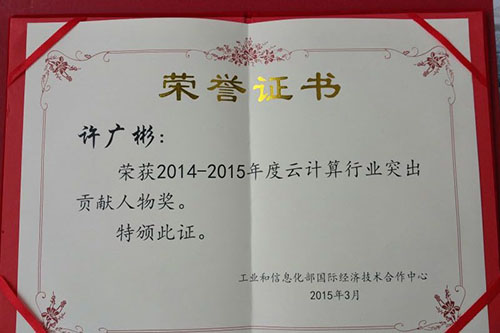 荣誉证书
许广彬：
荣获2014-2015年度云计算行业突出
贡献人物奖。
特颁此证。
工业和信息化部国际经济技术合作中心
2015年3月